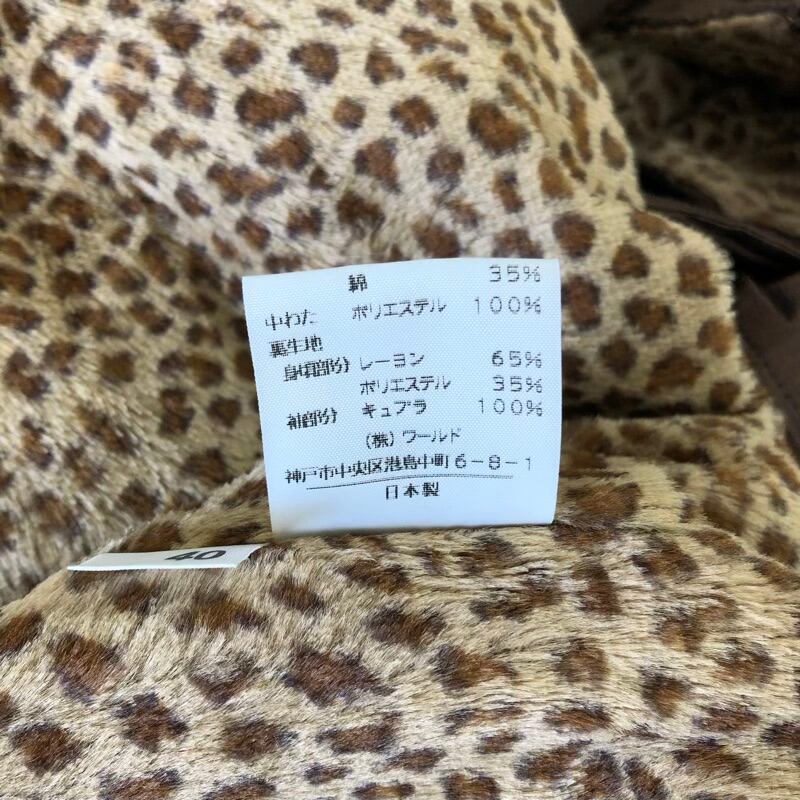 綿 35%
中わた ポリエステル 100%
裏生地
身頃部分 レーヨン 65%
ポリエステル 35%
袖部分 キュプラ 100%
(株) ワールド
神戸市中央区港島中町6-8-1
日本製
40